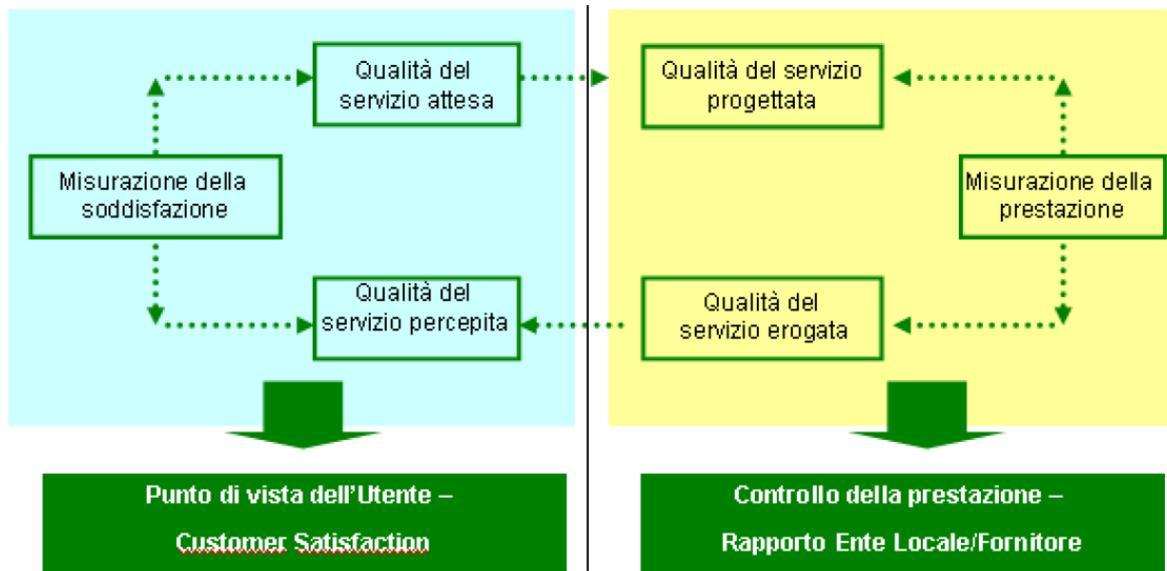 Qualità del
servizio attesa
Misurazione della
soddisfazione
Qualità del
servizio percepita
Qualità del servizio
progettata
Misurazione della
prestazione
Qualità del
servizio erogata
Punto di vista dell'Utente –
Customer Satisfaction
Controllo della prestazione –
Rapporto Ente Locale/Fornitore